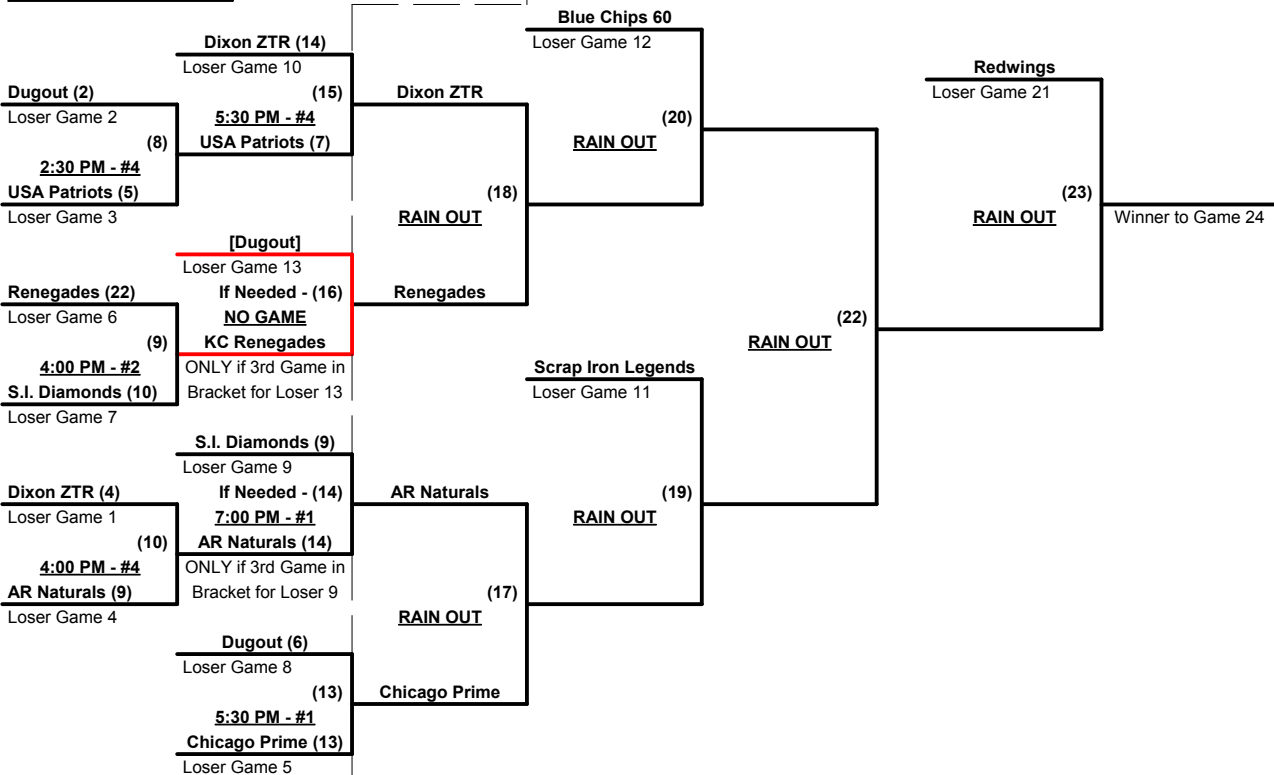 Blue Chips 60
Dixon ZTR (14)
Loser Game 12
Loser Game 10
Redwings
Dugout (2)
(15)
Dixon ZTR
Loser Game 21
Loser Game 2
5:30 PM - #4
(20)
(8)
USA Patriots (7)
RAIN OUT
2:30 PM - #4
USA Patriots (5)
(18)
(23)
Loser Game 3
RAIN OUT
RAIN OUT
Winner to Game 24
[Dugout]
Loser Game 13
Renegades (22)
If Needed - (16)
Renegades
Loser Game 6
NO GAME
(22)
(9)
KC Renegades
RAIN OUT
4:00 PM - #2
ONLY if 3rd Game in
Scrap Iron Legends
S.I. Diamonds (10)
Bracket for Loser 13
Loser Game 11
Loser Game 7
S.I. Diamonds (9)
Loser Game 9
Dixon ZTR (4)
If Needed - (14)
AR Naturals
(19)
Loser Game 1
7:00 PM - #1
RAIN OUT
(10)
AR Naturals (14)
4:00 PM - #4
ONLY if 3rd Game in
AR Naturals (9)
Bracket for Loser 9
(17)
Loser Game 4
RAIN OUT
Dugout (6)
Loser Game 8
(13)
Chicago Prime
5:30 PM - #1
Chicago Prime (13)
Loser Game 5